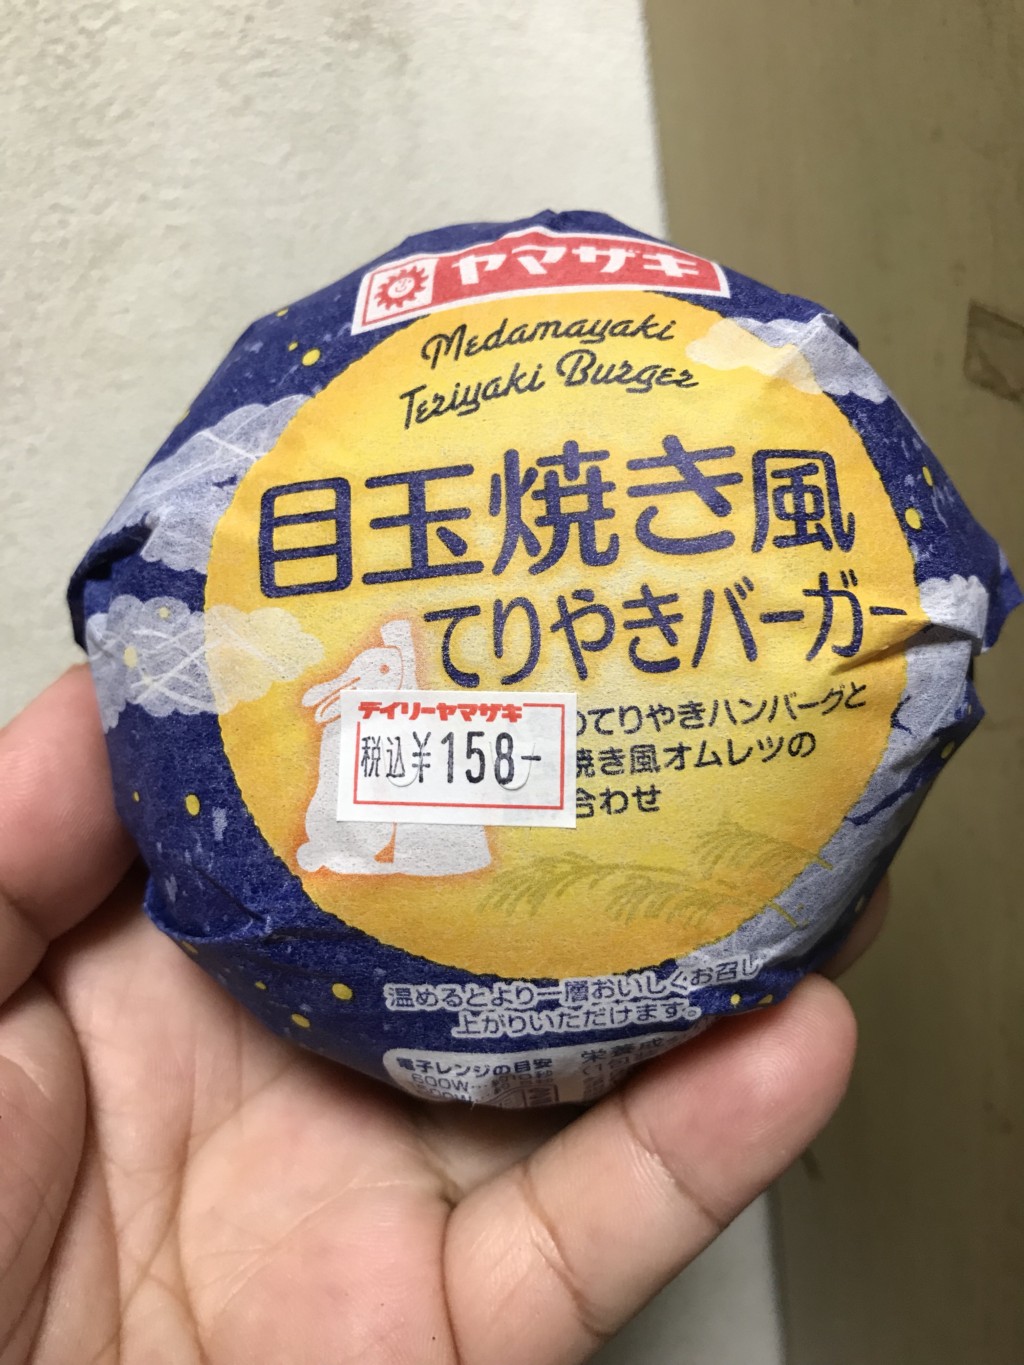 ヤマザキ
Medamayaki
Teriyaki Burger
目玉焼き風
てりやきバーガー
てりやきハンバーグと
焼き風オムレツの
合わせ
デイリーヤマザキ
税込¥158-
温めるとより一層おいしくお召し
上がりいただけます。
電子レンジの目安
600W
栄養成